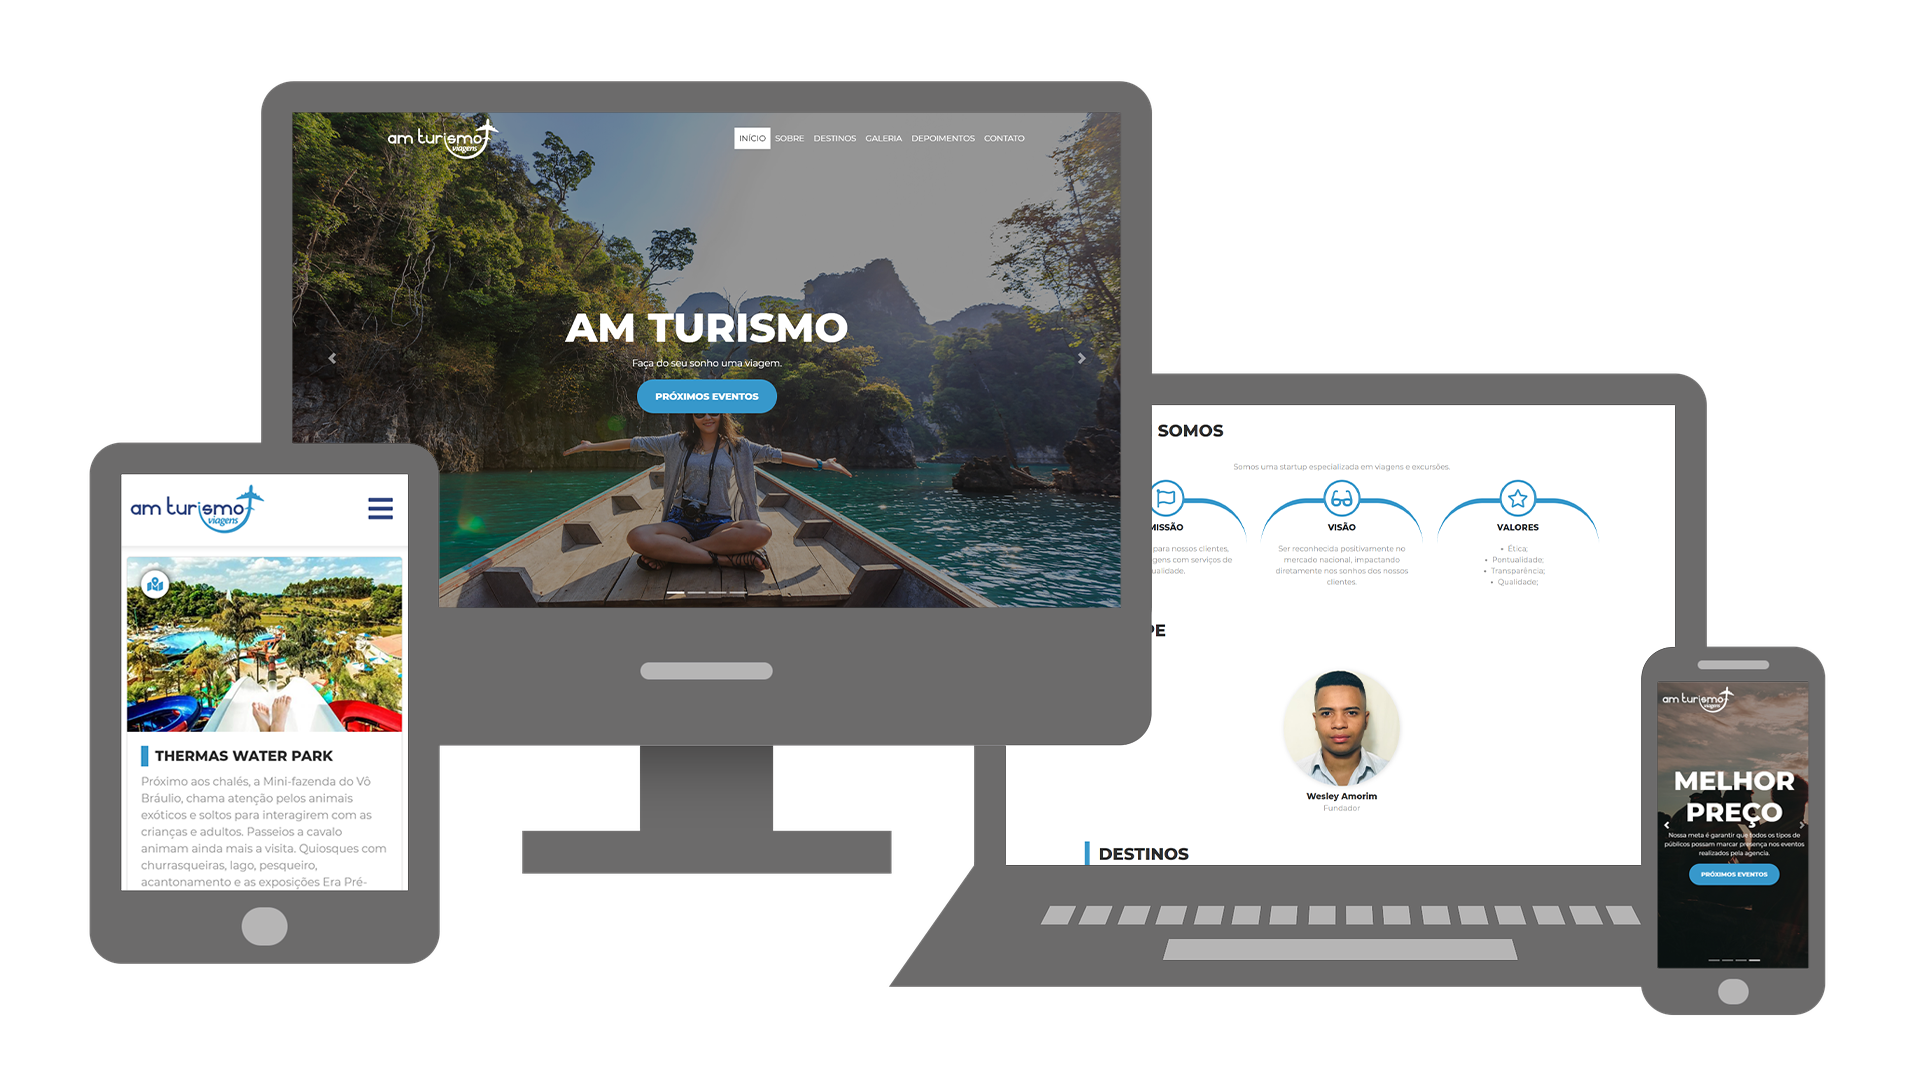 am turismo
viagens
INÍCIO SOBRE DESTINOS GALERIA DEPOIMENTOS CONTATO
AM TURISMO
Faça do seu sonho uma viagem.
PRÓXIMOS EVENTOS
am turismo
viagens
THERMAS WATER PARK
Próximo aos chalés, a Mini-fazenda do Vô
Bráulio, chama atenção pelos animais
exóticos e soltos para interagirem com as
crianças e adultos. Passeios a cavalo
animam ainda mais a visita. Quiosques com
churrasqueiras, lago, pesqueiro,
acantonamento e as exposições Era Pré-
SOMOS
Somos uma startup especializada em viagens e excursões.
MISSÃO
para nossos clientes,
gens com serviços de
ualidade.
VISÃO
Ser reconhecida positivamente no
mercado nacional, impactando
diretamente nos sonhos dos nossos
clientes.
VALORES
• Ética;
• Pontualidade;
• Transparência;
• Qualidade;
PE
Wesley Amorim
Fundador
DESTINOS
am turismo
viagens
MELHOR
PREÇO
Nossa meta é garantir que todos os tipos de
públicos possam marcar presença nos eventos
realizados pela agencia.
PRÓXIMOS EVENTOS